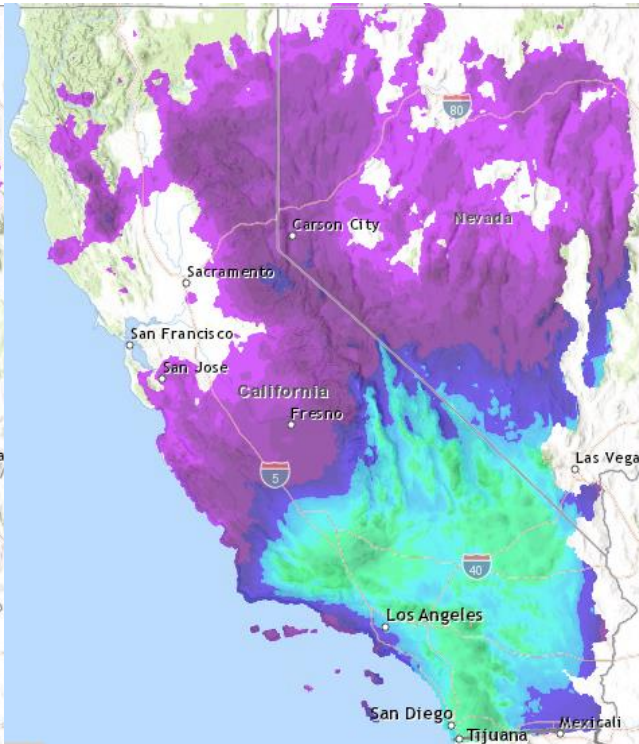 80
Carson City
Nevada
Sacramento
San Francisco
San Jose
California
Fresno
Las Vega
5
40
Los Angeles
San Diego
Tijuana
Mexicali